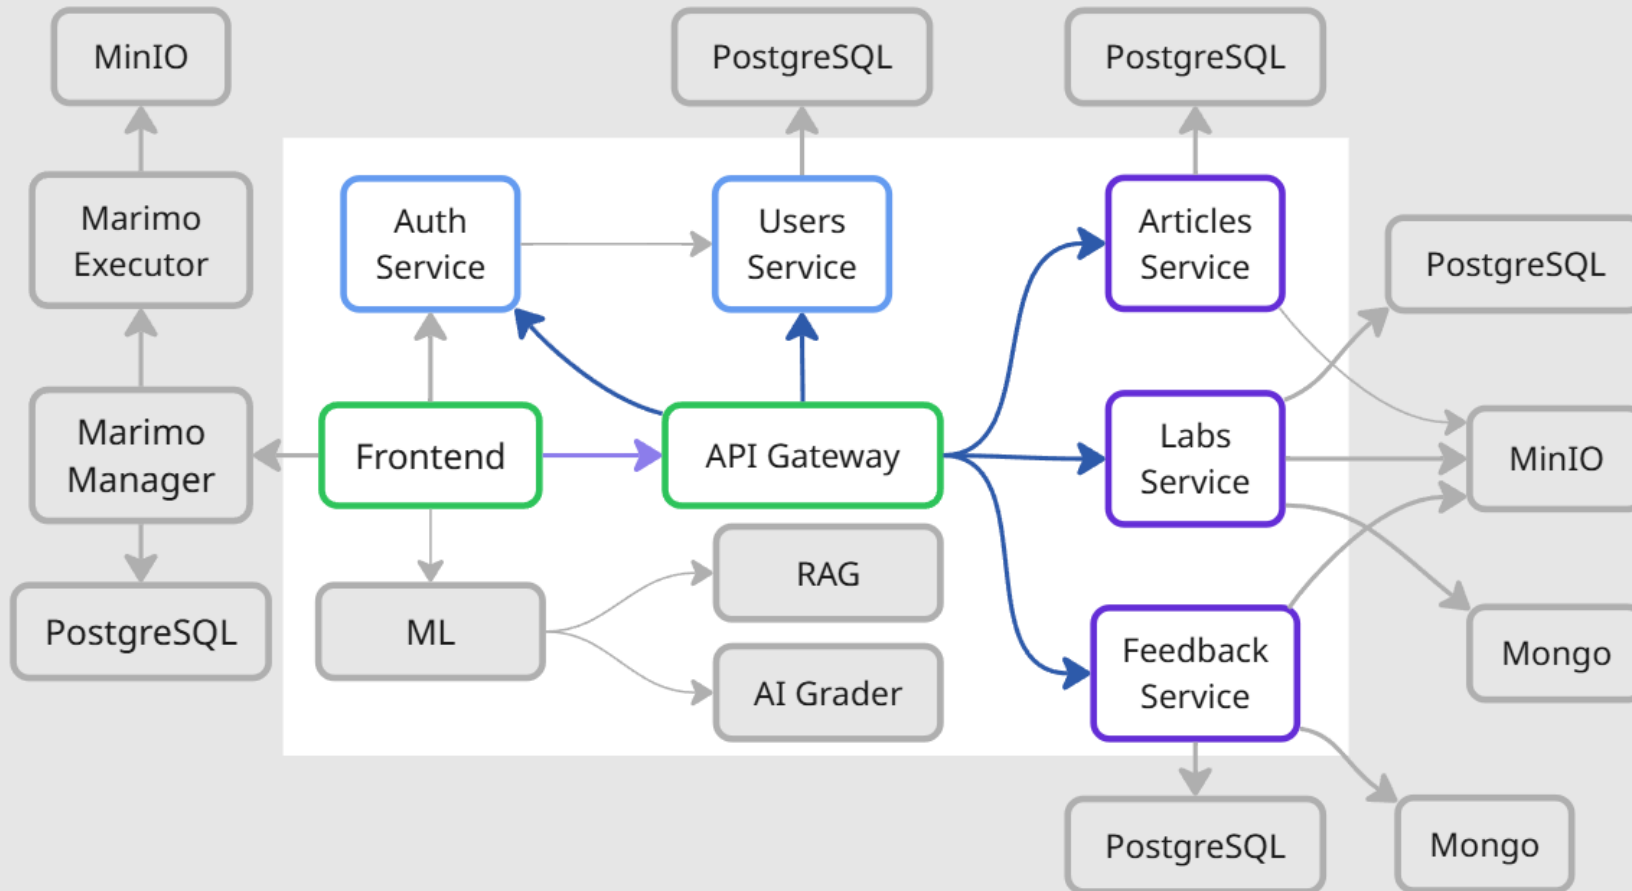 MinIO
PostgreSQL
PostgreSQL
Marimo
Executor
Auth
Service
Users
Service
Articles
Service
PostgreSQL
Marimo
Manager
Frontend
API Gateway
Labs
Service
MinIO
PostgreSQL
ML
RAG
AI Grader
Feedback
Service
Mongo
PostgreSQL
Mongo